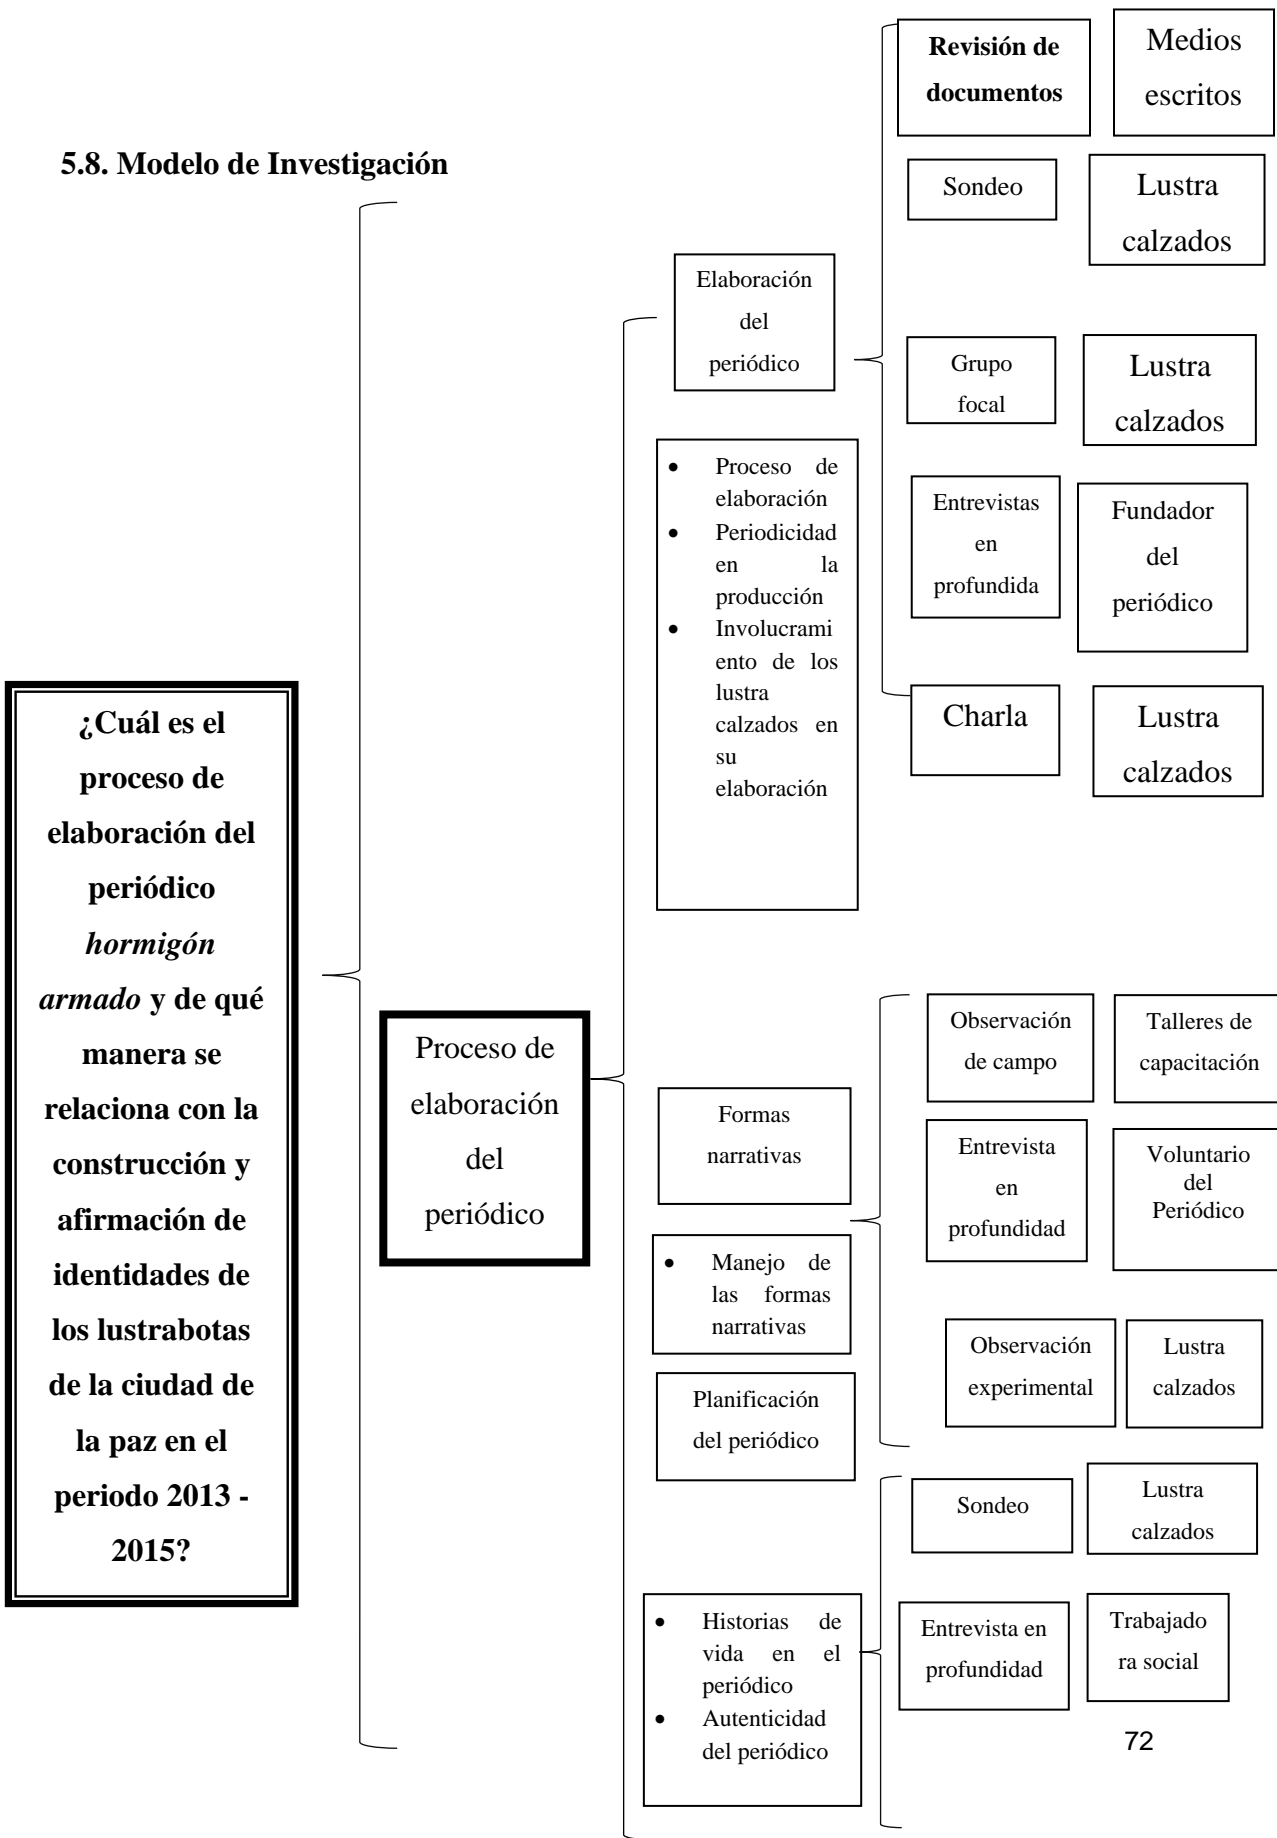 5.8. Modelo de Investigación
¿Cuál es el
proceso de
elaboración del
periódico
hormigón
armado y de qué
manera se
relaciona con la
construcción y
afirmación de
identidades de
los lustrabotas
de la ciudad de
la paz en el
periodo 2013 -
2015?
Proceso de
elaboración
del
periódico
Elaboración
del
periódico
• Proceso de
elaboración
• Periodicidad
en la
producción
• Involucrami
ento de los
lustra
calzados en
su
elaboración
Revisión de
documentos
Medios
escritos
Sondeo
Lustra
calzados
Grupo
focal
Lustra
calzados
Entrevistas
en
profundida
Fundador
del
periódico
Charla
Lustra
calzados
Formas
narrativas
• Manejo de
las formas
narrativas
Planificación
del periódico
Observación
de campo
Talleres de
capacitación
Entrevista
en
profundidad
Voluntario
del
Periódico
Observación
experimental
Lustra
calzados
• Historias de
vida en el
periódico
• Autenticidad
del periódico
Sondeo
Lustra
calzados
Entrevista en
profundidad
Trabajado
ra social
72